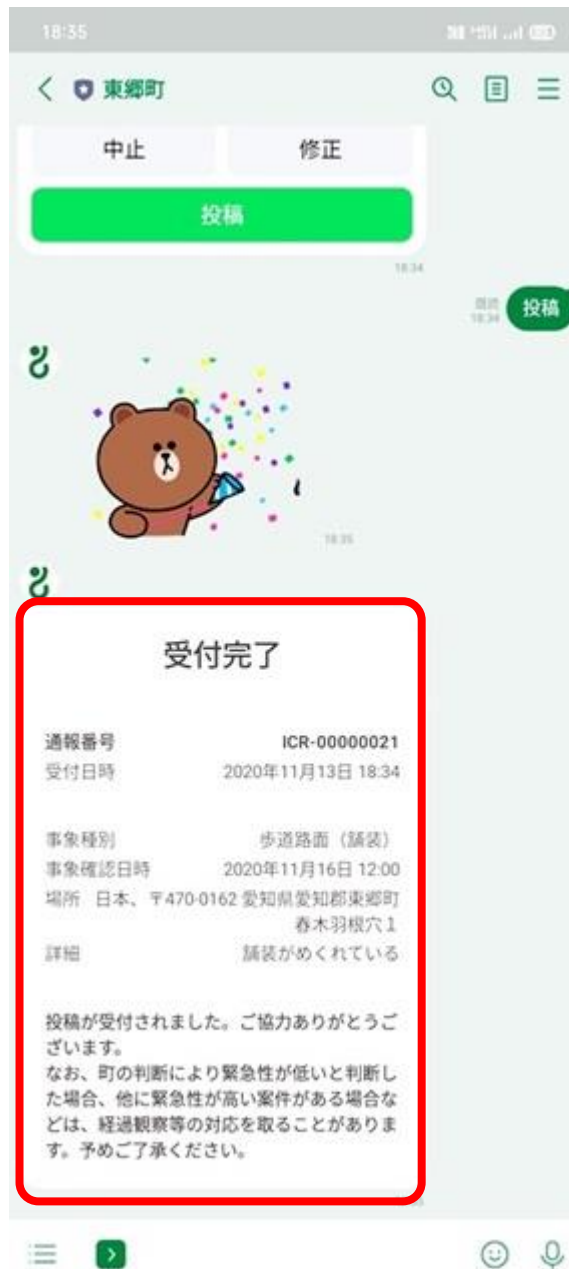 18:35
東郷町
中止 修正
投稿
18:34
既読
18:34
投稿
18:35
受付完了
通報番号 ICR-00000021
受付日時 2020年11月13日 18:34
事象種別 歩道路面（舗装）
事象確認日時 2020年11月16日 12:00
場所 日本、〒470-0162 愛知県愛知郡東郷町
春木羽根穴１
詳細 舗装がめくれている
投稿が受付されました。ご協力ありがとうご
ざいます。
なお、町の判断により緊急性が低いと判断し
た場合、他に緊急性が高い案件がある場合な
どは、経過観察等の対応を取ることがありま
す。予めご了承ください。